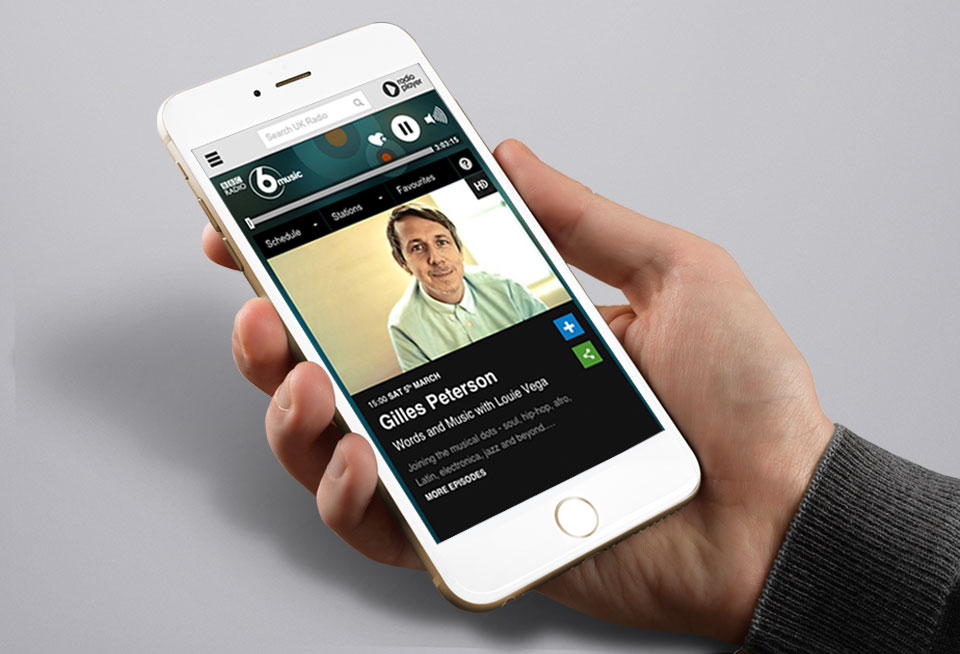 radio
player
Search UK Radio
BBC
RADIO
6 music
3:03:15
Schedule
Stations
Favourites
?
HD
15:00 SAT 5th MARCH
Gilles Peterson
Words and Music with Louie Vega
Joining the musical dots - soul, hip-hop, afro,
Latin, electronica, jazz and beyond....
MORE EPISODES